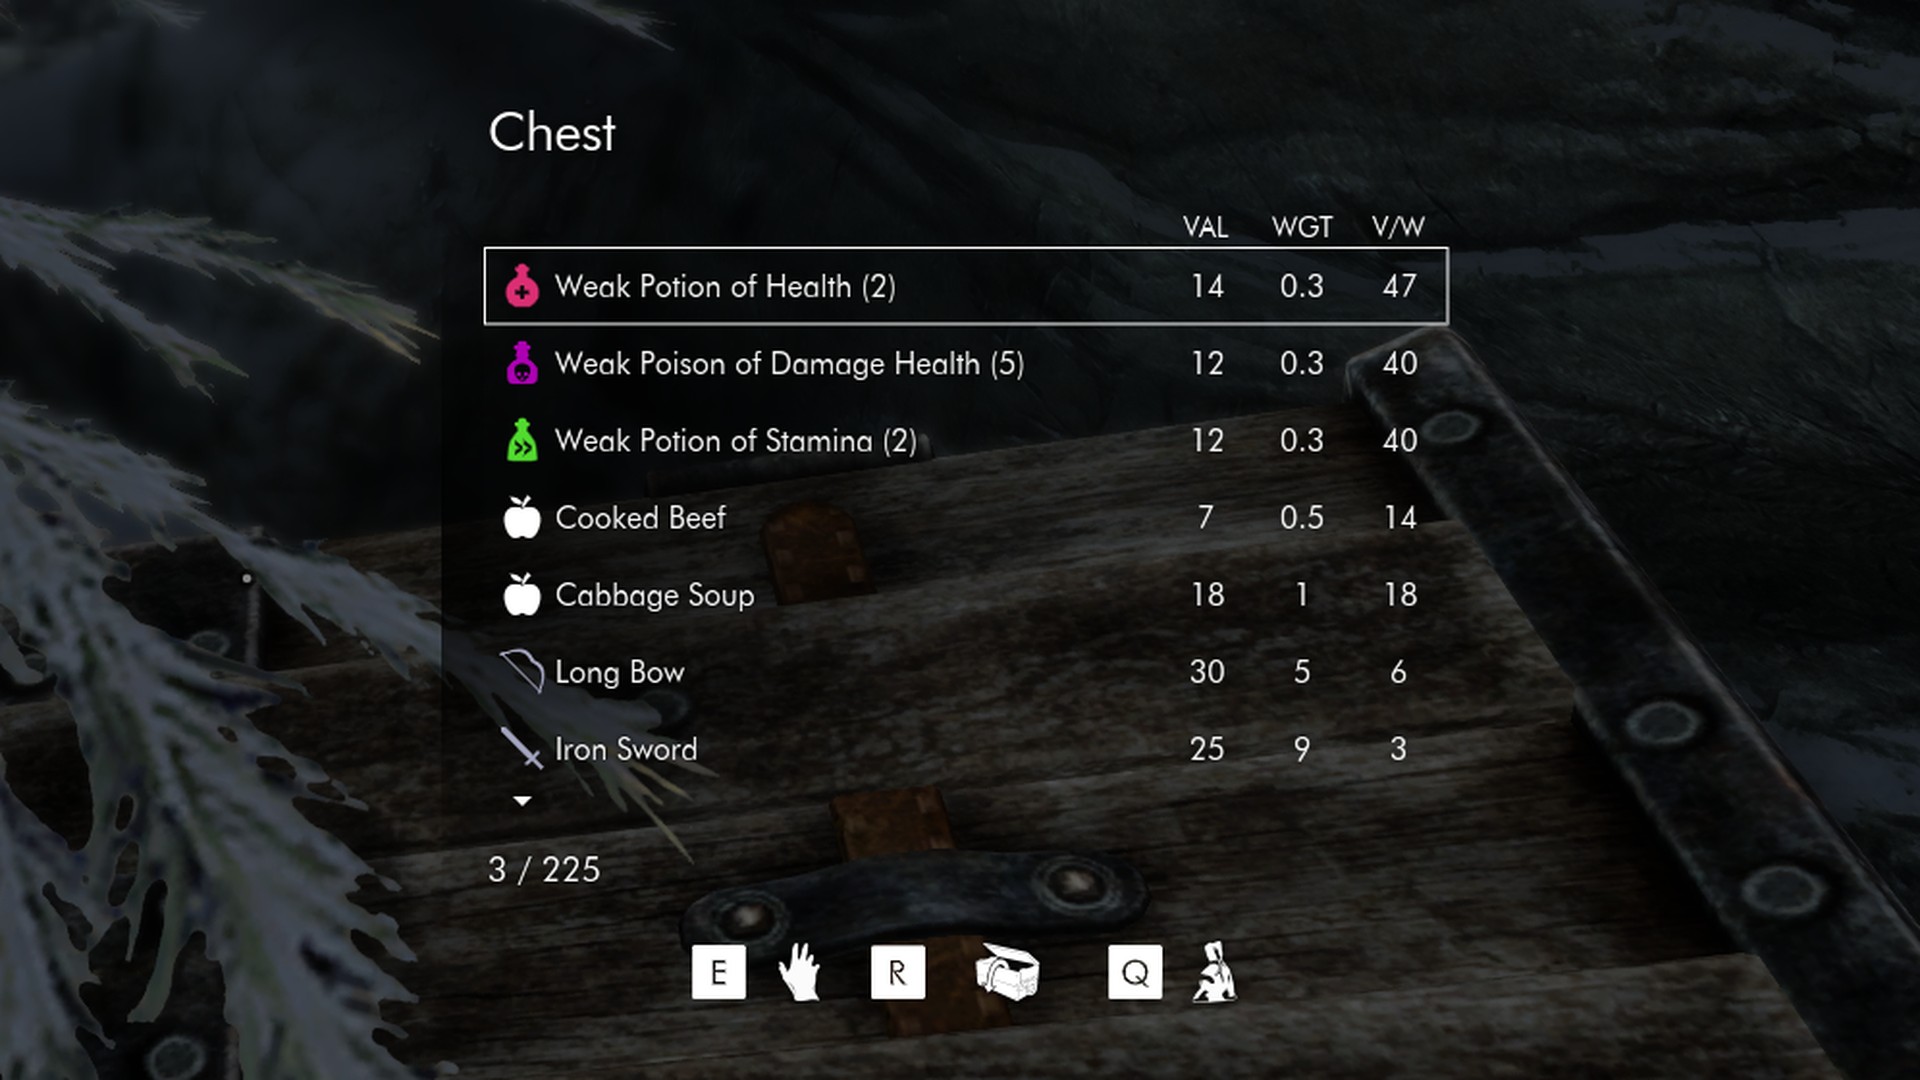 Chest
VAL WGT V/W
Weak Potion of Health (2) 14 0.3 47
Weak Poison of Damage Health (5) 12 0.3 40
Weak Potion of Stamina (2) 12 0.3 40
Cooked Beef 7 0.5 14
Cabbage Soup 18 1 18
Long Bow 30 5 6
Iron Sword 25 9 3
3 / 225
E R Q